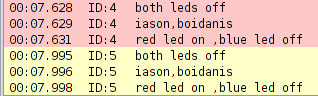 00:07.628 ID:4 both leds off
00:07.629 ID:4 iason,boidanis
00:07.631 ID:4 red led on ,blue led off
00:07.995 ID:5 both leds off
00:07.996 ID:5 iason,boidanis
00:07.998 ID:5 red led on ,blue led off